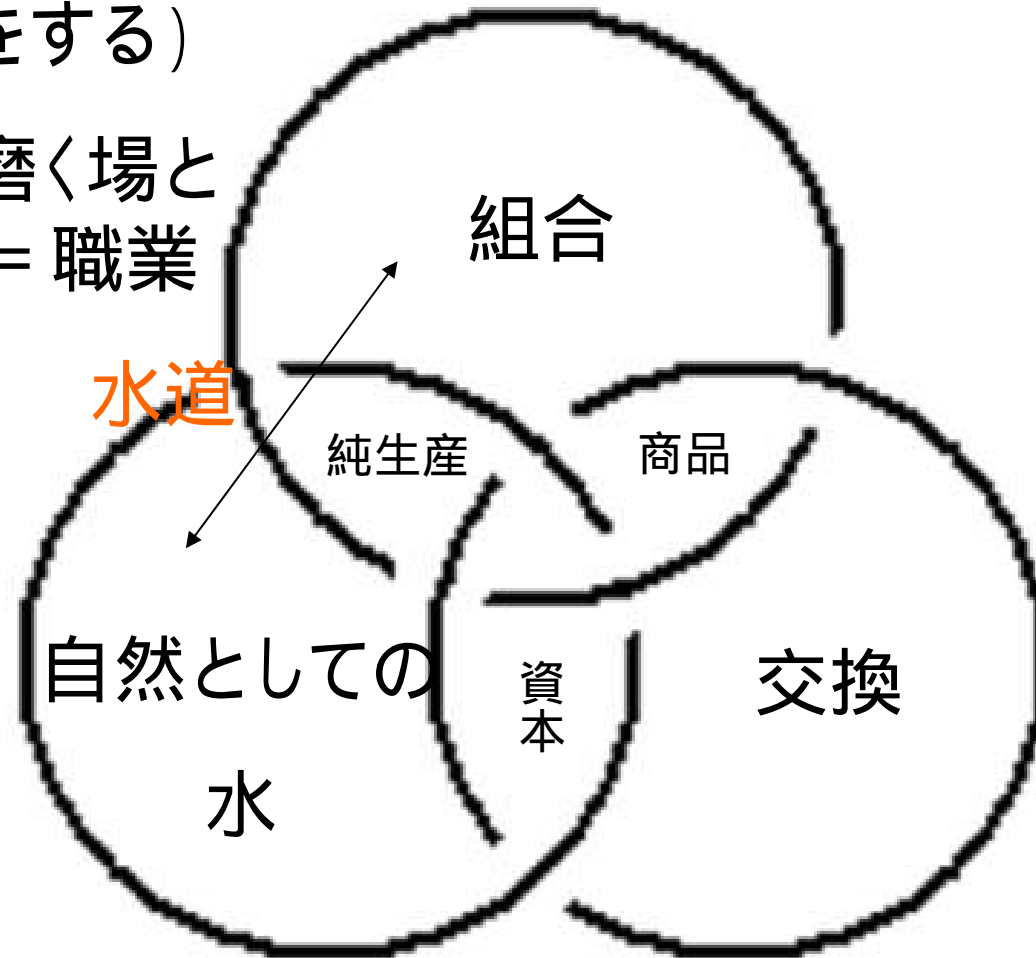 をする)
磨く場と
= 職業
組合
水道
純生産
商品
自然としての
水
資
本
交換